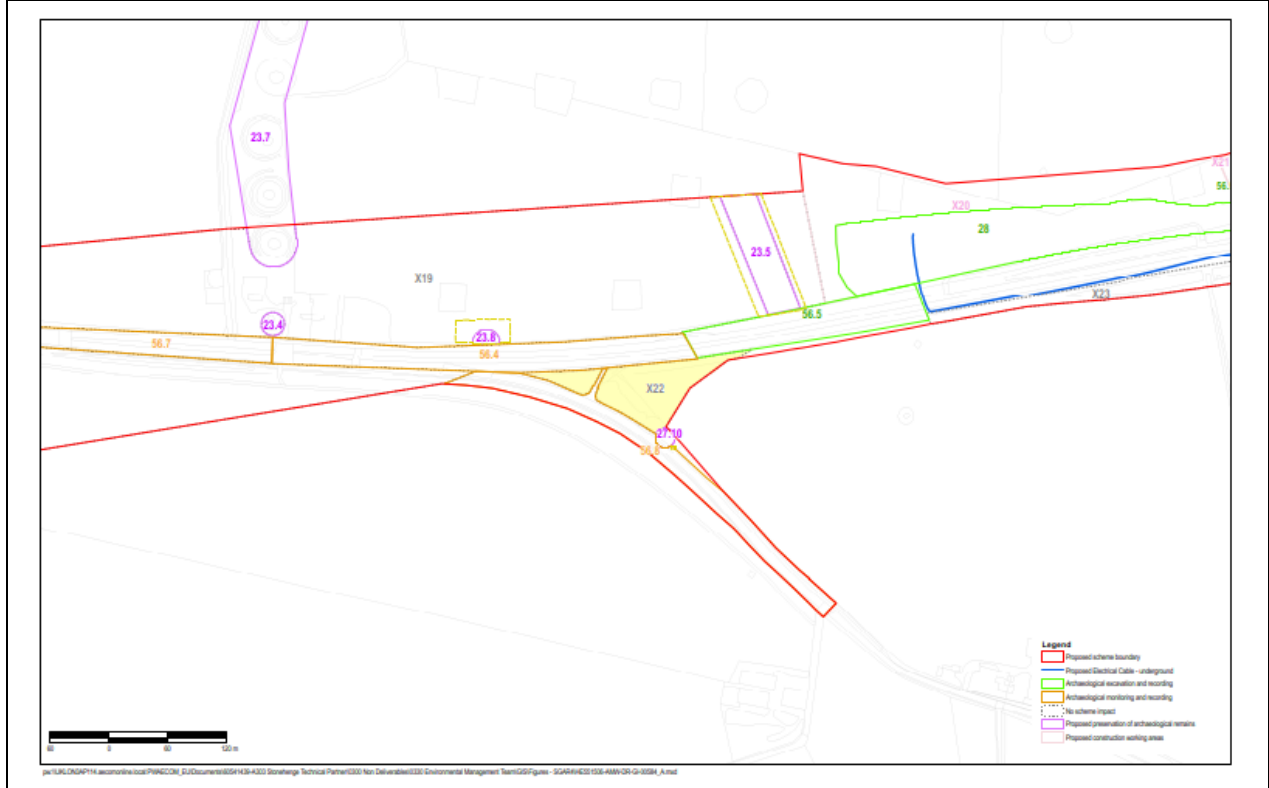 23.7
X21
56.
X20
28
23.5
X19
X23
23.4
56.5
56.7
23.8
56.4
X22
27.10
56.8
Legend
Proposed scheme boundary
Proposed Electrical Cable - underground
Archaeological excavation and recording
Archaeological monitoring and recording
No scheme impact
Proposed preservation of archaeological remains
Proposed construction working areas
60 0 60 120 m